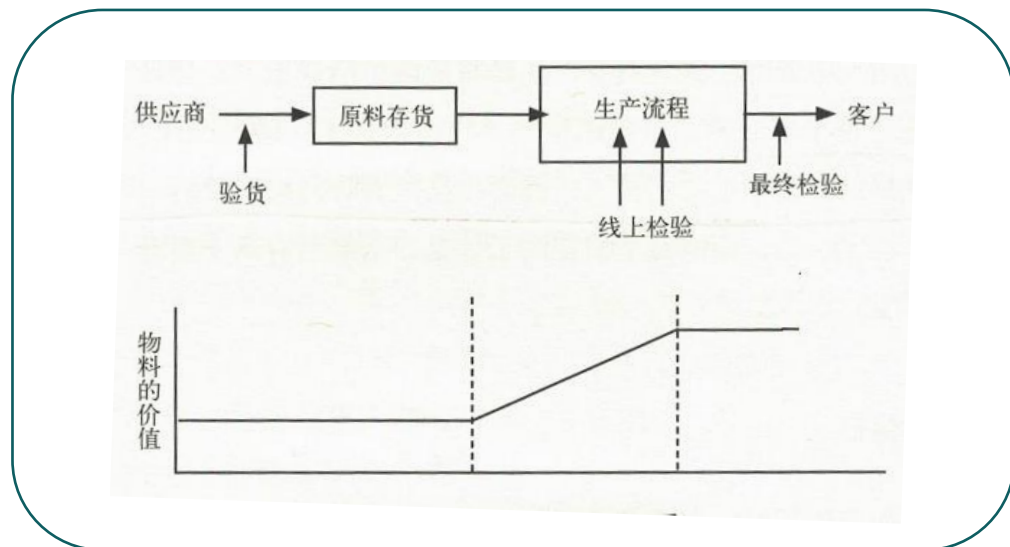 供应商
原料存货
生产流程
客户
验货
线上检验
最终检验
物料的价值